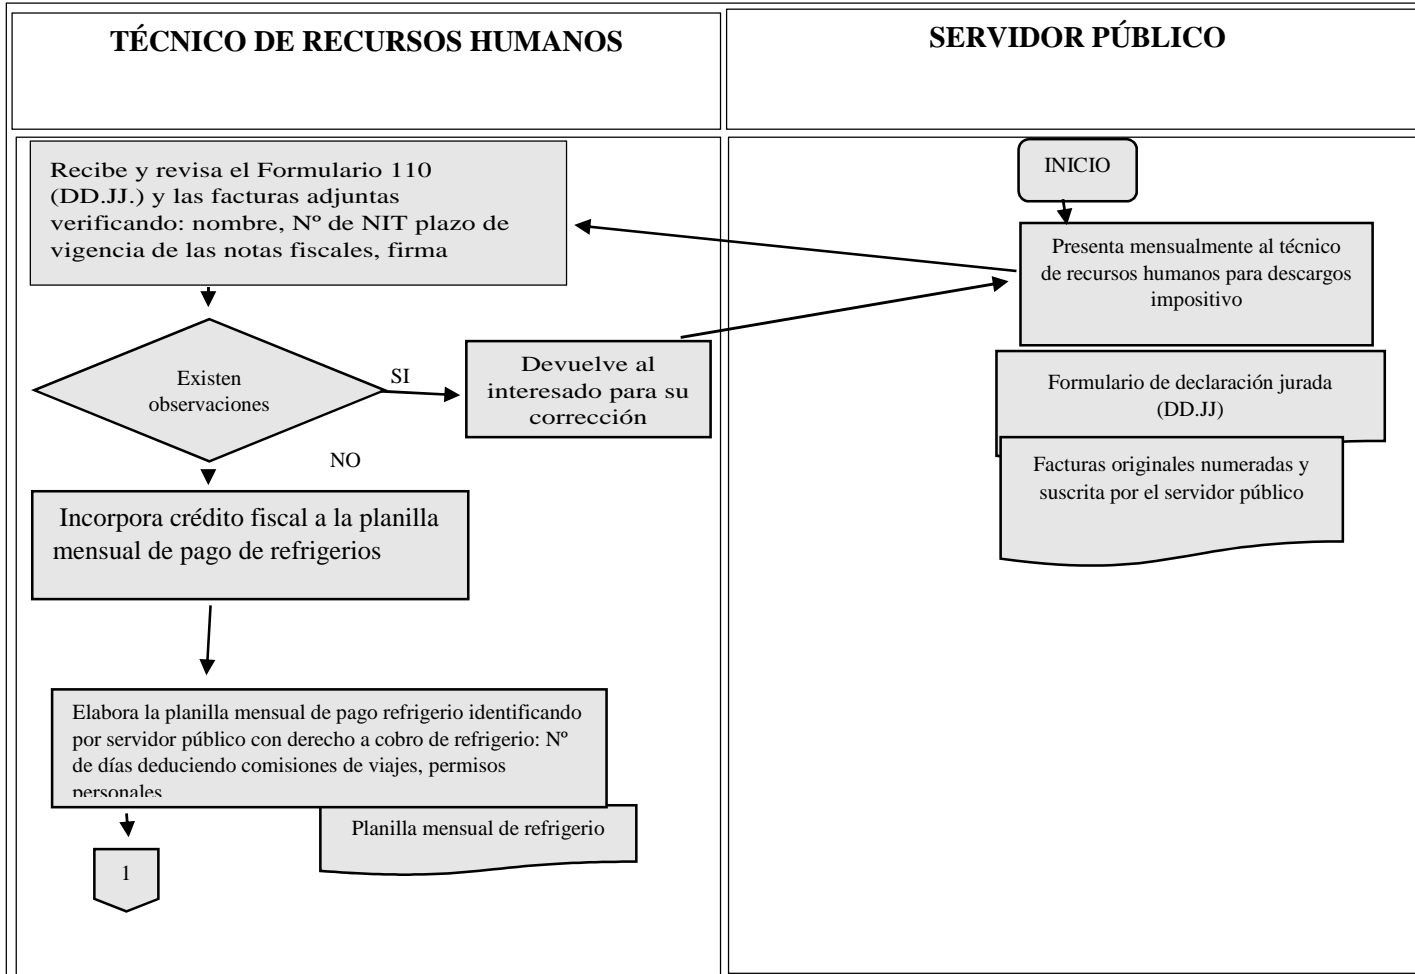 TÉCNICO DE RECURSOS HUMANOS
SERVIDOR PÚBLICO
Recibe y revisa el Formulario 110
(DD.JJ.) y las facturas adjuntas
verificando: nombre, Nº de NIT plazo de
vigencia de las notas fiscales, firma
Existen
observaciones
SI
Devuelve al
interesado para su
corrección
NO
Incorpora crédito fiscal a la planilla
mensual de pago de refrigerios
Elabora la planilla mensual de pago refrigerio identificando
por servidor público con derecho a cobro de refrigerio: Nº
de días deduciendo comisiones de viajes, permisos
personales
Planilla mensual de refrigerio
1
INICIO
Presenta mensualmente al técnico
de recursos humanos para descargos
impositivo
Formulario de declaración jurada
(DD.JJ)
Facturas originales numeradas y
suscrita por el servidor público